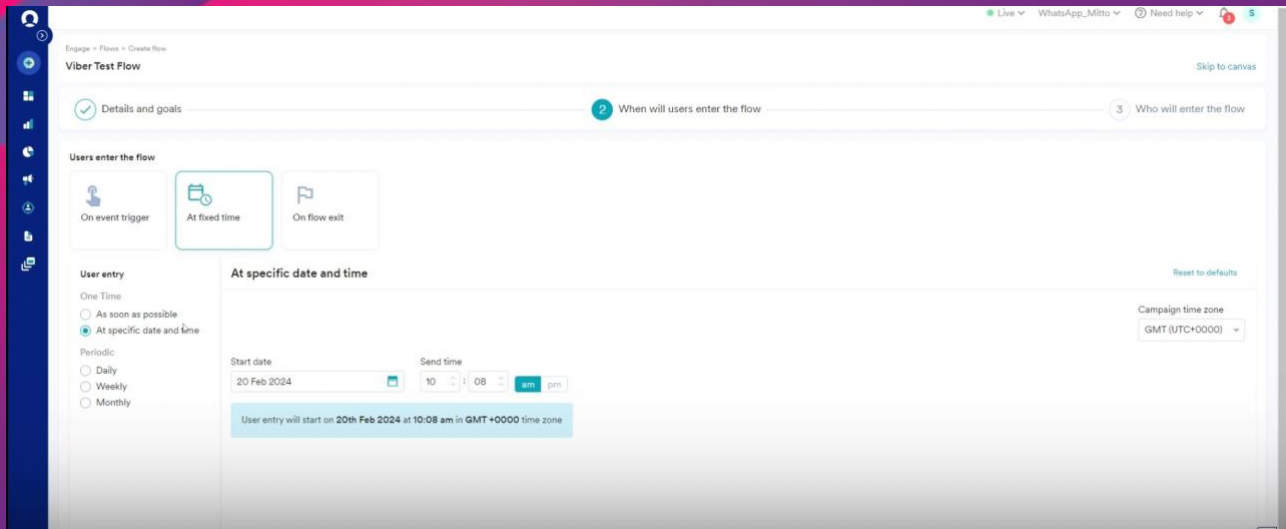 Live WhatsApp_Mitto Need help 3 S
Engage > Flows > Create flow
Viber Test Flow
Skip to canvas
Details and goals
2 When will users enter the flow
3 Who will enter the flow
Users enter the flow
On event trigger
At fixed time
On flow exit
User entry
One Time
As soon as possible
At specific date and time
Periodic
Daily
Weekly
Monthly
At specific date and time
Reset to defaults
Campaign time zone
GMT (UTC+0000)
Start date
20 Feb 2024
Send time
10 : 08 am pm
User entry will start on 20th Feb 2024 at 10:08 am in GMT +0000 time zone